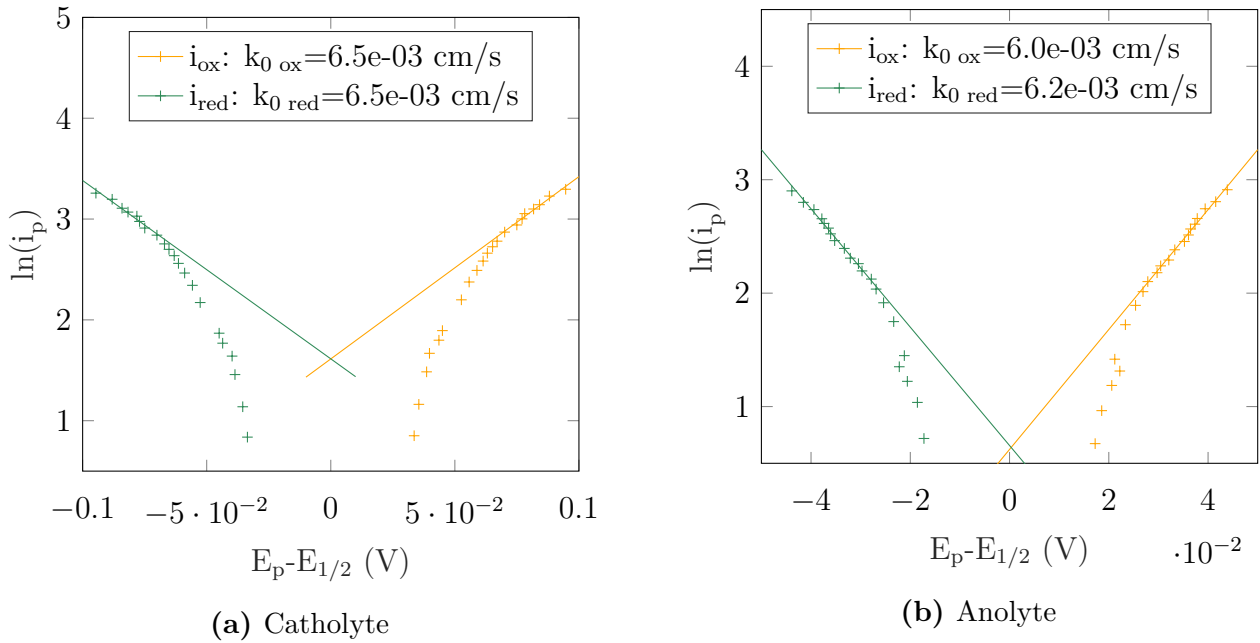 5
4
3
2
1
ln(i_p)
i_ox: k_0 ox=6.5e-03 cm/s
i_red: k_0 red=6.5e-03 cm/s
−0.1 −5 · 10^−2 0 5 · 10^−2 0.1
E_p-E_1/2 (V)
(a) Catholyte
4
3
2
1
ln(i_p)
i_ox: k_0 ox=6.0e-03 cm/s
i_red: k_0 red=6.2e-03 cm/s
−4 −2 0 2 4
E_p-E_1/2 (V)
·10^−2
(b) Anolyte